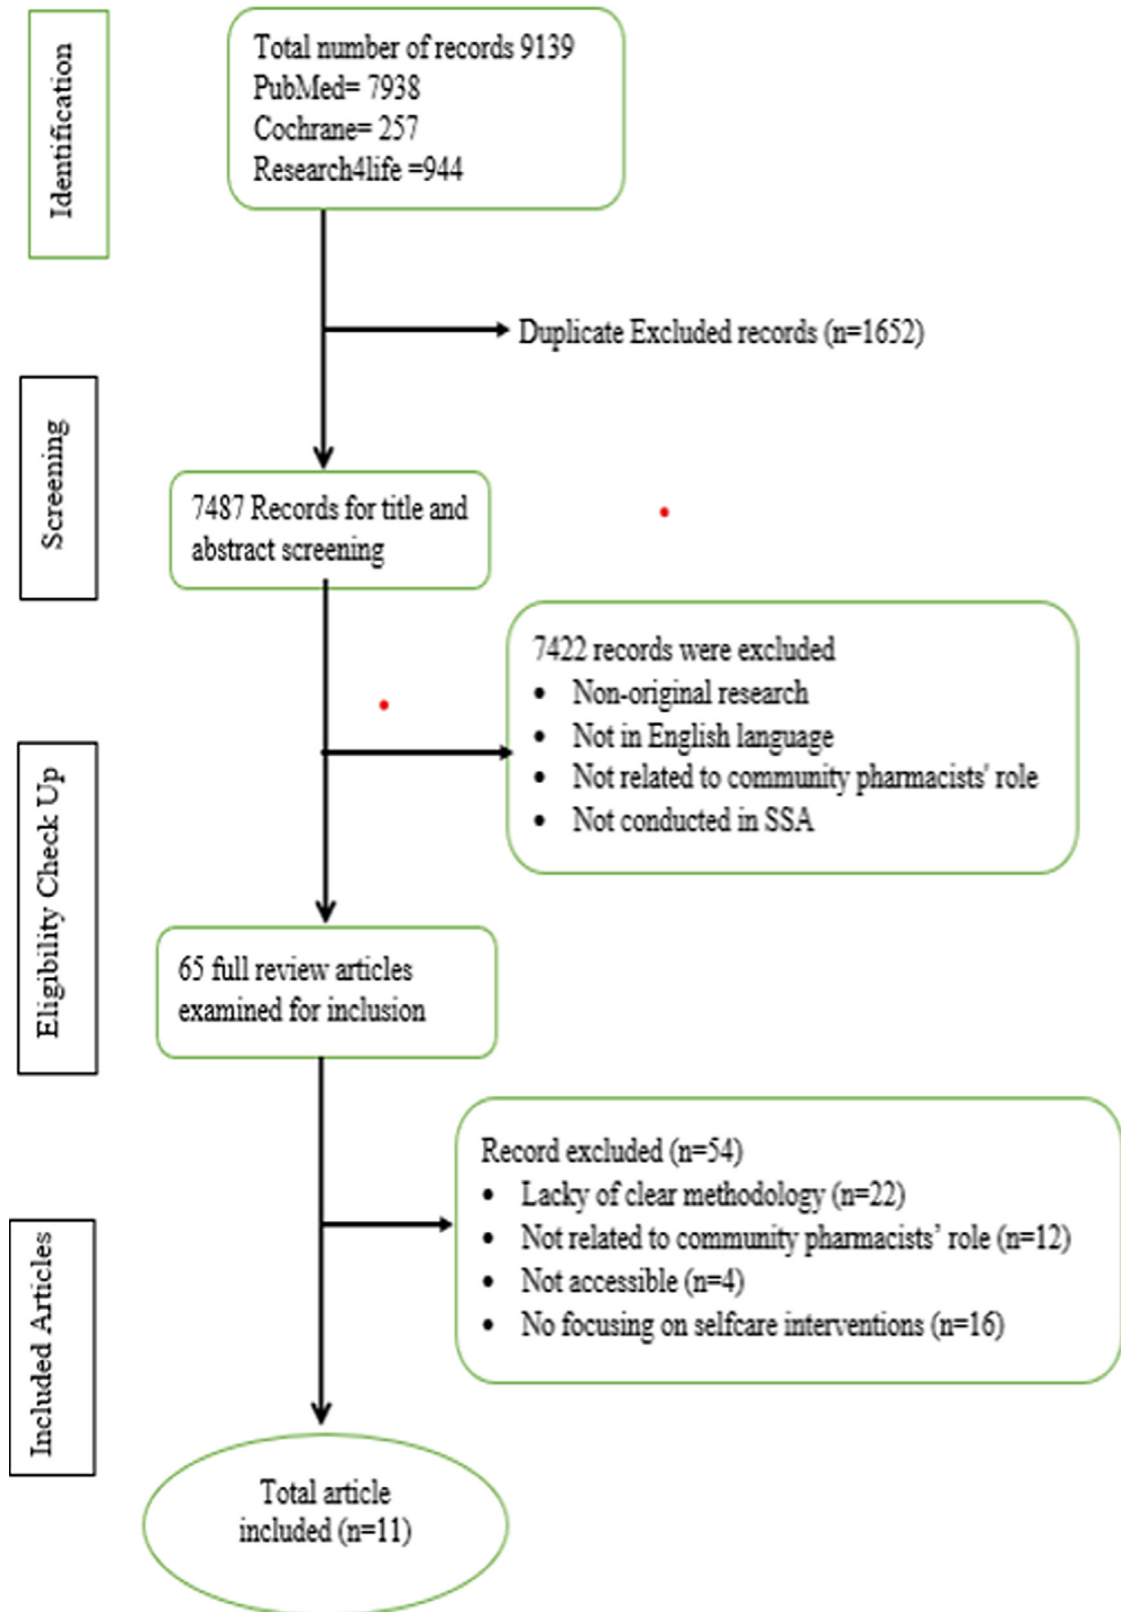 Identification
Total number of records 9139
PubMed= 7938
Cochrane= 257
Research4life =944
Duplicate Excluded records (n=1652)
Screening
7487 Records for title and
abstract screening
7422 records were excluded
• Non-original research
• Not in English language
• Not related to community pharmacists' role
• Not conducted in SSA
Eligibility Check Up
65 full review articles
examined for inclusion
Record excluded (n=54)
• Lacky of clear methodology (n=22)
• Not related to community pharmacists’ role (n=12)
• Not accessible (n=4)
• No focusing on selfcare interventions (n=16)
Included Articles
Total article
included (n=11)